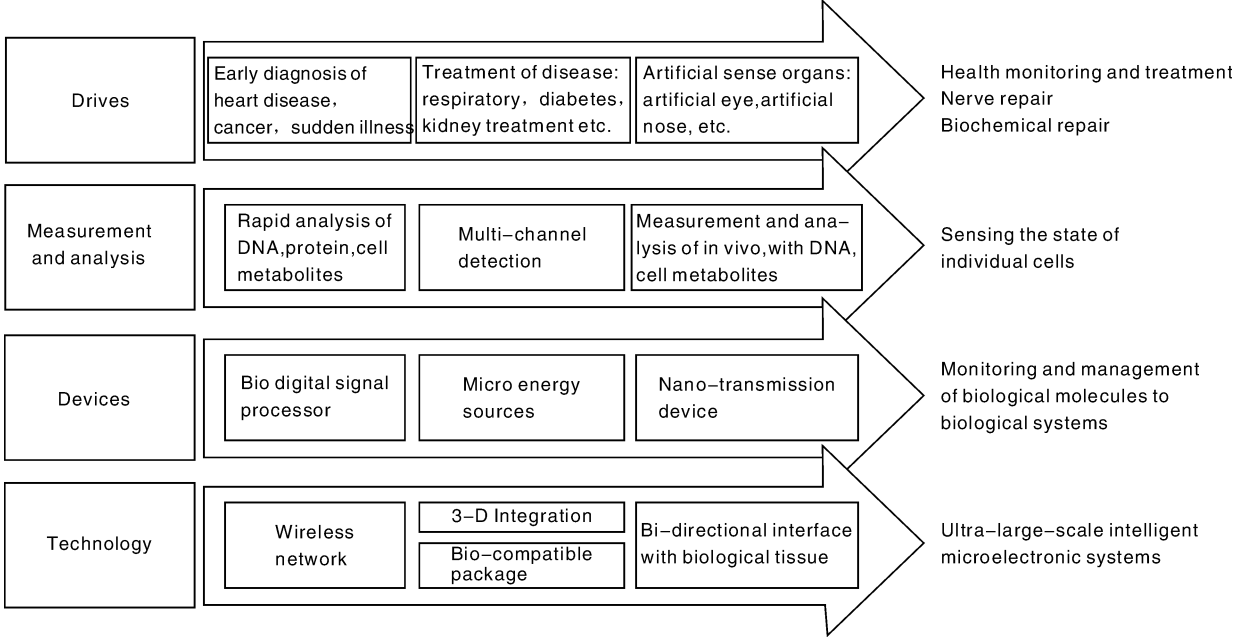 Drives
Early diagnosis of
heart disease,
cancer, sudden illness
Treatment of disease:
respiratory, diabetes,
kidney treatment etc.
Artificial sense organs:
artificial eye,artificial
nose, etc.
Health monitoring and treatment
Nerve repair
Biochemical repair
Measurement
and analysis
Rapid analysis of
DNA,protein,cell
metabolites
Multi-channel
detection
Measurement and ana-
lysis of in vivo,with DNA,
cell metabolites
Sensing the state of
individual cells
Devices
Bio digital signal
processor
Micro energy
sources
Nano-transmission
device
Monitoring and management
of biological molecules to
biological systems
Technology
Wireless
network
3-D Integration
Bio-compatible
package
Bi-directional interface
with biological tissue
Ultra-large-scale intelligent
microelectronic systems